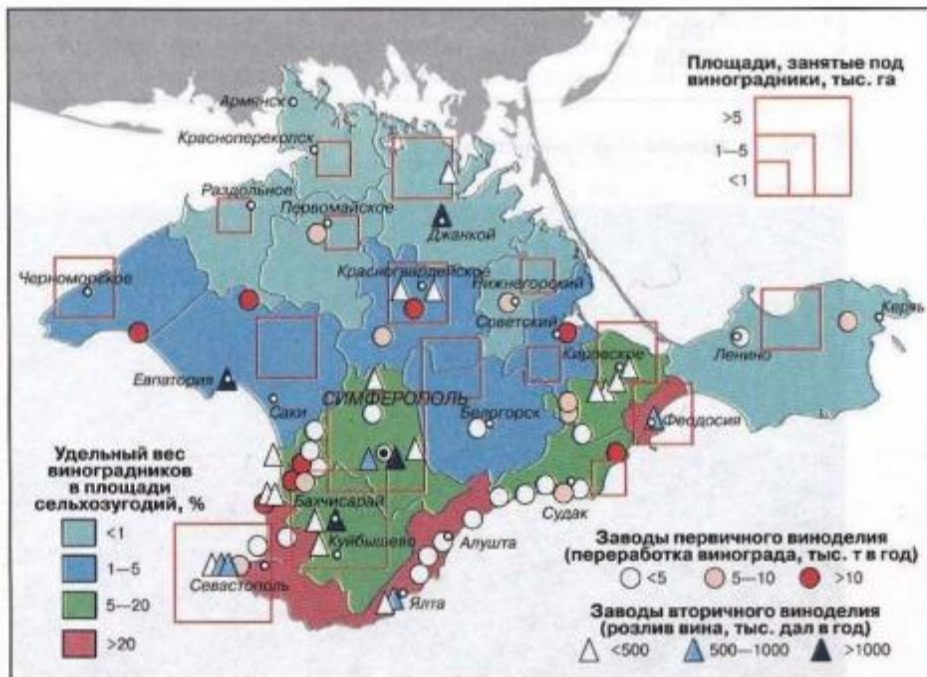 Площади, занятые под
виноградники, тыс. га
>5
1—5
<1
Армянск
Красноперекопск
Раздольное
Первомайское
Джанкой
Черноморское
Красногвардейское
Нижнегорский
Советский
Керчь
Кировское
Ленино
Евпатория
Саки
СИМФЕРОПОЛЬ
Белогорск
Феодосия
Бахчисарай
Куйбышево
Судак
Алушта
Севастополь
Ялта
Удельный вес
виноградников
в площади
сельхозугодий, %
<1
1—5
5—20
>20
Заводы первичного виноделия
(переработка винограда, тыс. т в год)
<5
5—10
>10
Заводы вторичного виноделия
(розлив вина, тыс. дал в год)
<500
500—1000
>1000